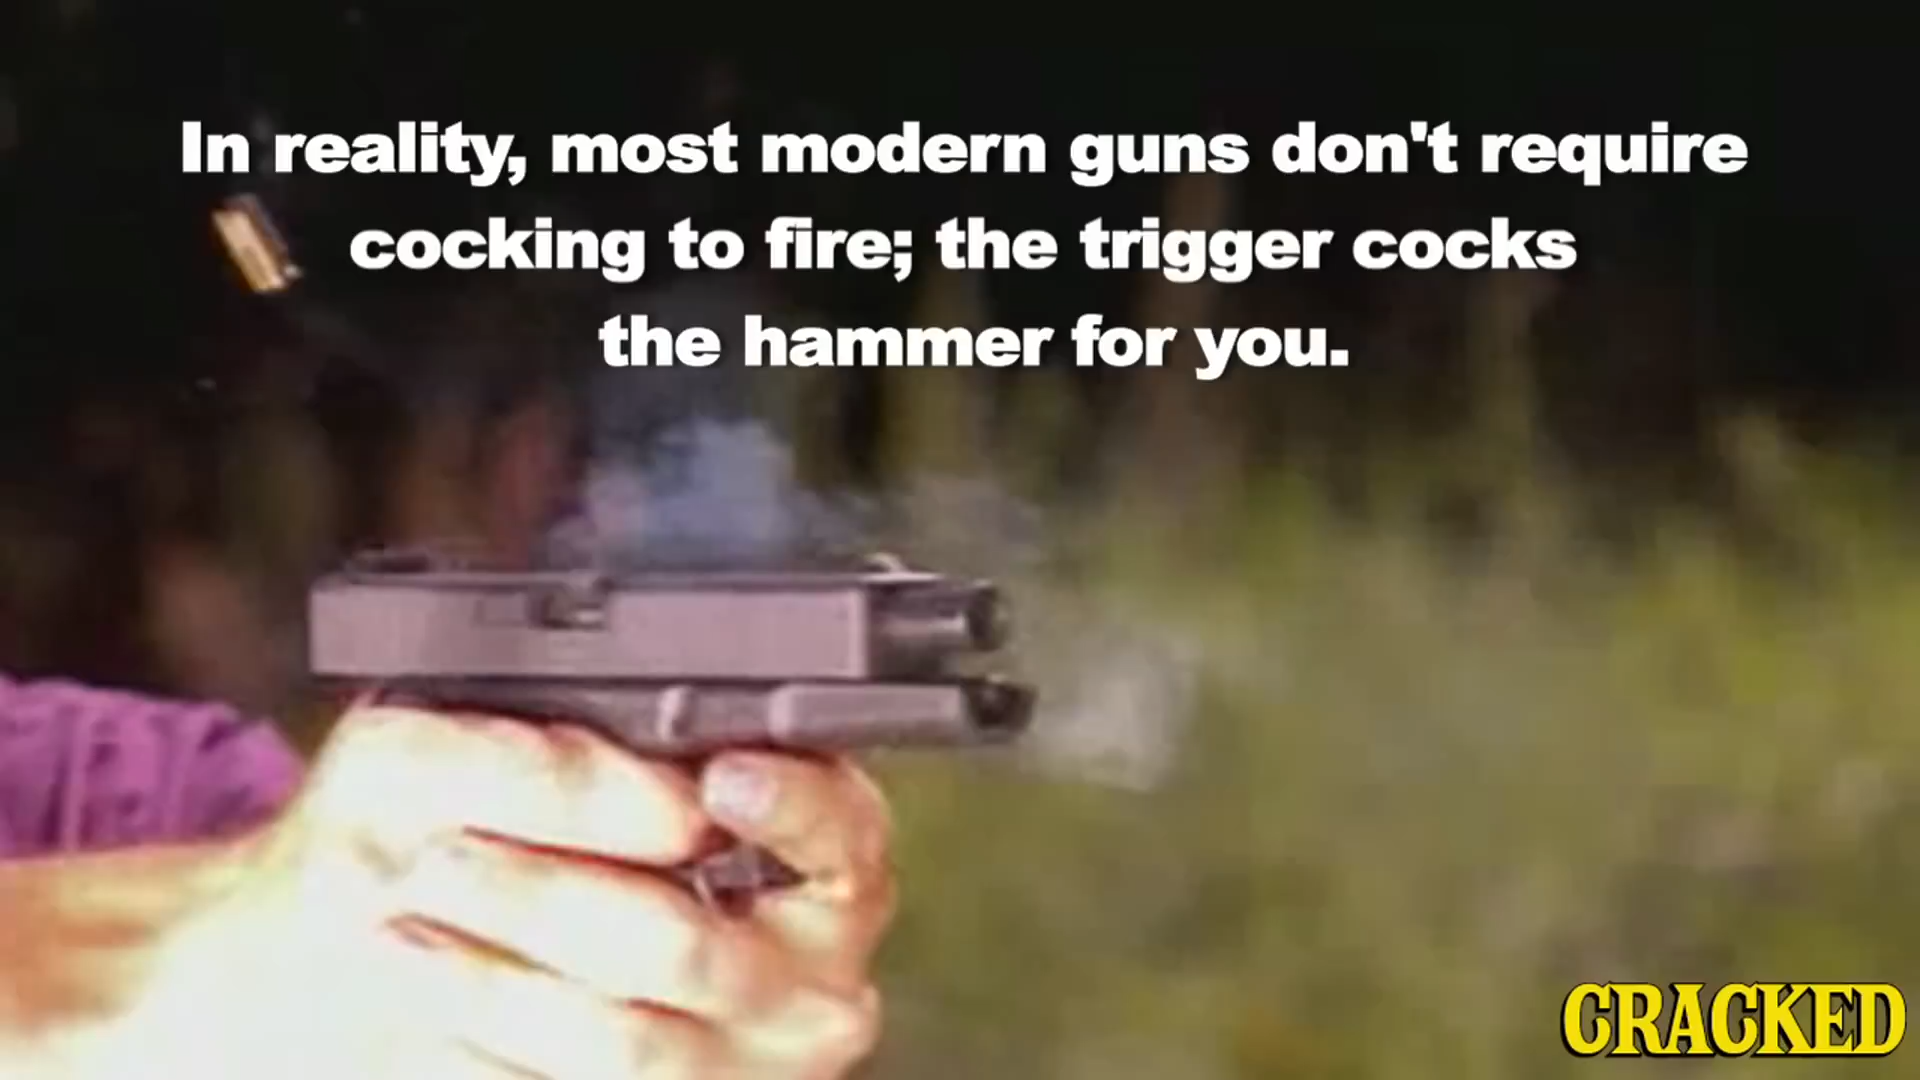 In reality, most modern guns don't require
cocking to fire; the trigger cocks
the hammer for you.
CRACKED